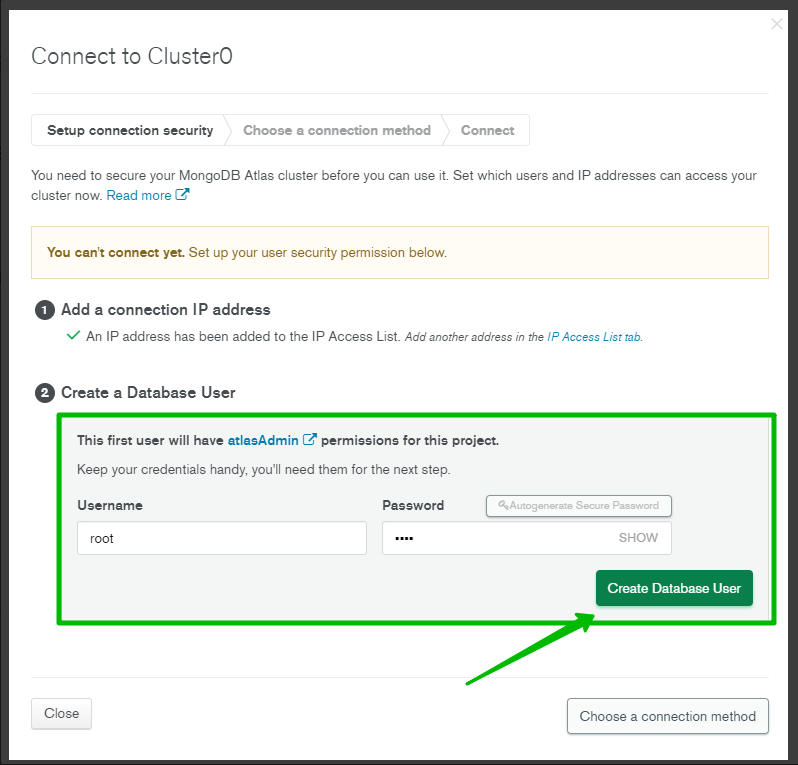 Connect to Cluster0
Setup connection security
Choose a connection method
Connect
You need to secure your MongoDB Atlas cluster before you can use it. Set which users and IP addresses can access your
cluster now. Read more
You can't connect yet. Set up your user security permission below.
1 Add a connection IP address
An IP address has been added to the IP Access List. Add another address in the IP Access List tab.
2 Create a Database User
This first user will have atlasAdmin permissions for this project.
Keep your credentials handy, you'll need them for the next step.
Username
Password
Autogenerate Secure Password
root
•••• SHOW
Create Database User
Close
Choose a connection method